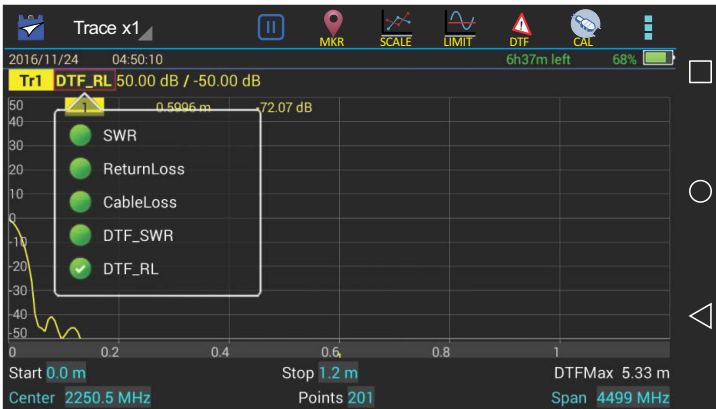 Trace x1
MKR SCALE LIMIT DTF CAL
2016/11/24 04:50:10 6h37m left 68%
Tr1 DTF_RL 50.00 dB / -50.00 dB
1 0.5996 m -72.07 dB
50
40
30
20
10
0
-10
-20
-30
-40
-50
SWR
ReturnLoss
CableLoss
DTF_SWR
DTF_RL
0 0.2 0.4 0.6 0.8 1
Start 0.0 m Stop 1.2 m DTFMax 5.33 m
Center 2250.5 MHz Points 201 Span 4499 MHz